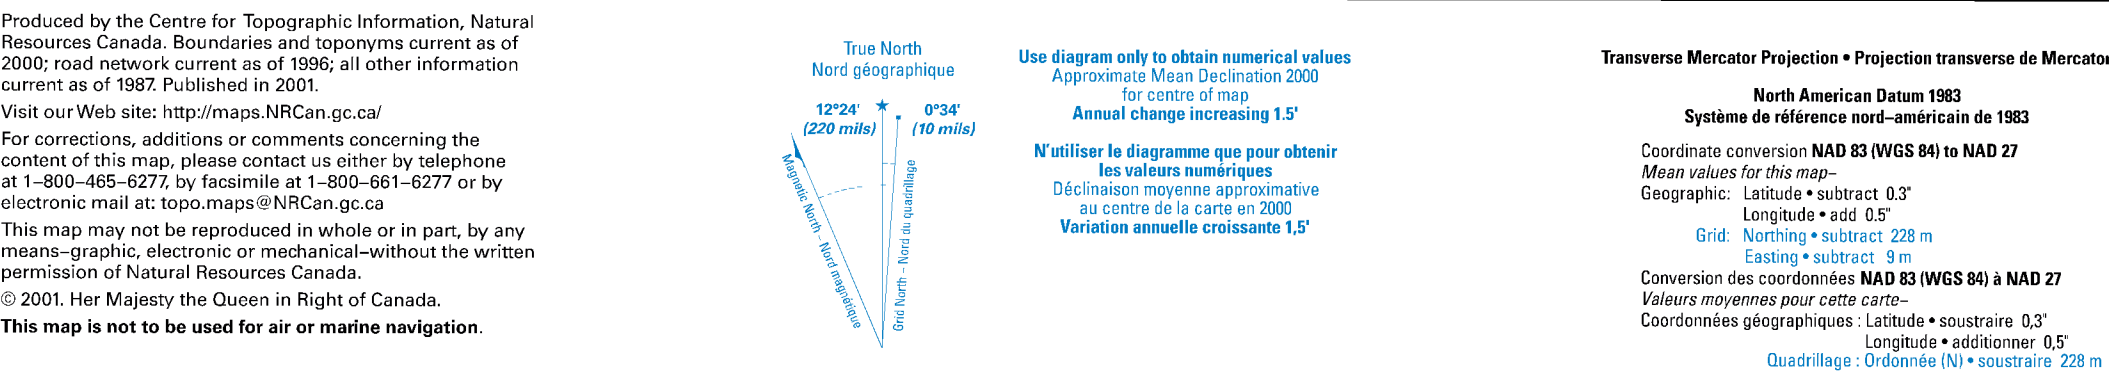 Produced by the Centre for Topographic Information, Natural
Resources Canada. Boundaries and toponyms current as of
2000; road network current as of 1996; all other information
current as of 1987. Published in 2001.
Visit our Web site: http://maps.NRCan.gc.ca/
For corrections, additions or comments concerning the
content of this map, please contact us either by telephone
at 1–800–465–6277, by facsimile at 1–800–661–6277 or by
electronic mail at: topo.maps@NRCan.gc.ca
This map may not be reproduced in whole or in part, by any
means–graphic, electronic or mechanical–without the written
permission of Natural Resources Canada.
© 2001. Her Majesty the Queen in Right of Canada.
This map is not to be used for air or marine navigation.
True North
Nord géographique
12°24'
(220 mils)
0°34'
(10 mils)
Magnetic North – Nord magnétique
Grid North – Nord du quadrillage
Use diagram only to obtain numerical values
Approximate Mean Declination 2000
for centre of map
Annual change increasing 1.5'
N'utiliser le diagramme que pour obtenir
les valeurs numériques
Déclinaison moyenne approximative
au centre de la carte en 2000
Variation annuelle croissante 1,5'
Transverse Mercator Projection • Projection transverse de Mercator
North American Datum 1983
Système de référence nord–américain de 1983
Coordinate conversion NAD 83 (WGS 84) to NAD 27
Mean values for this map–
Geographic: Latitude • subtract 0.3"
Longitude • add 0.5"
Grid: Northing • subtract 228 m
Easting • subtract 9 m
Conversion des coordonnées NAD 83 (WGS 84) à NAD 27
Valeurs moyennes pour cette carte–
Coordonnées géographiques : Latitude • soustraire 0,3"
Longitude • additionner 0,5"
Quadrillage : Ordonnée (N) • soustraire 228 m